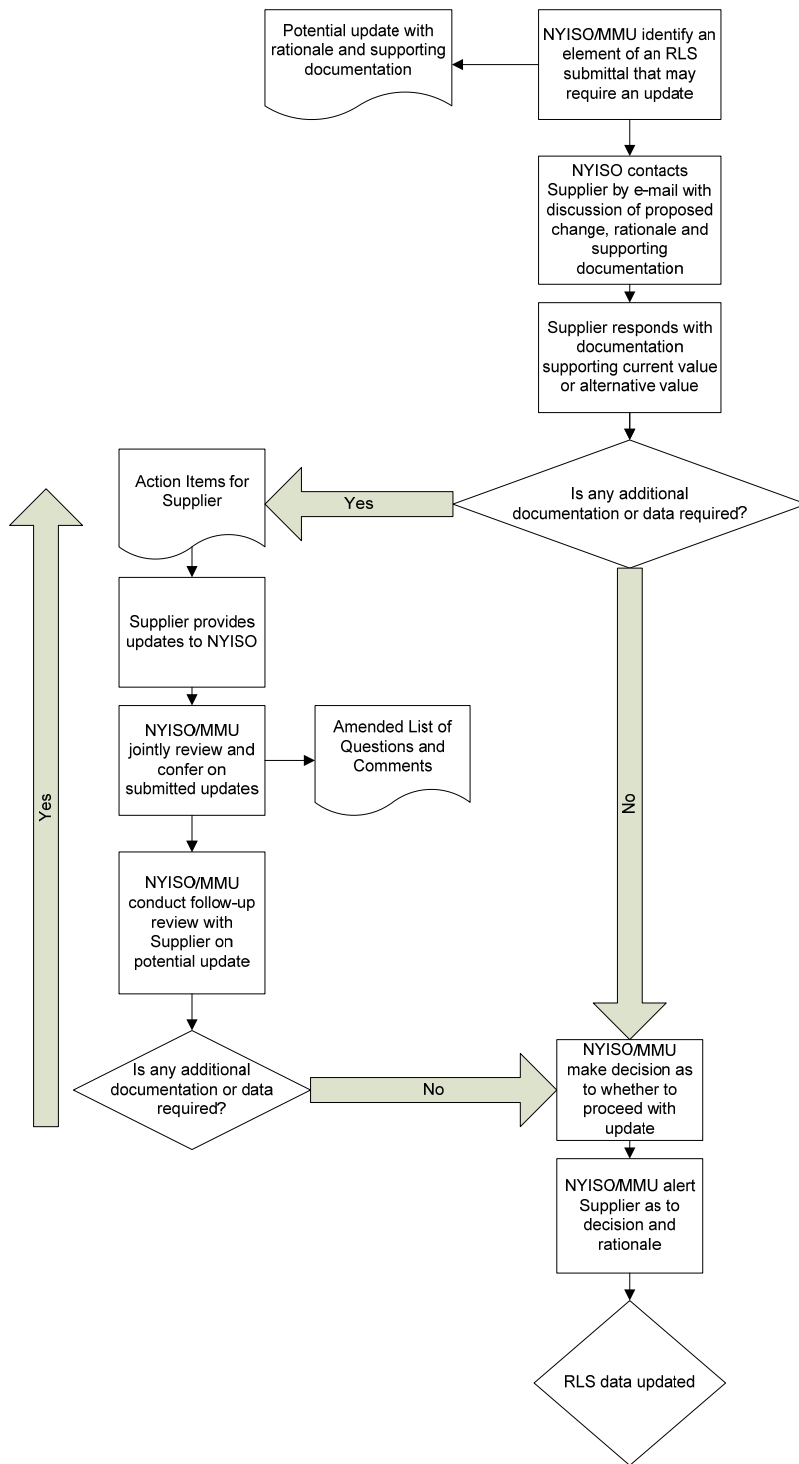 Potential update with
rationale and supporting
documentation
NYISO/MMU identify an
element of an RLS
submittal that may
require an update
NYISO contacts
Supplier by e-mail with
discussion of proposed
change, rationale and
supporting
documentation
Supplier responds with
documentation
supporting current value
or alternative value
Is any additional
documentation or data required?
Yes
Action Items for
Supplier
Supplier provides
updates to NYISO
NYISO/MMU
jointly review and
confer on
submitted updates
Amended List of
Questions and
Comments
NYISO/MMU
conduct follow-up
review with
Supplier on
potential update
Is any additional
documentation or data
required?
Yes
No
No
NYISO/MMU
make decision as
to whether to
proceed with
update
NYISO/MMU alert
Supplier as to
decision and
rationale
RLS data updated